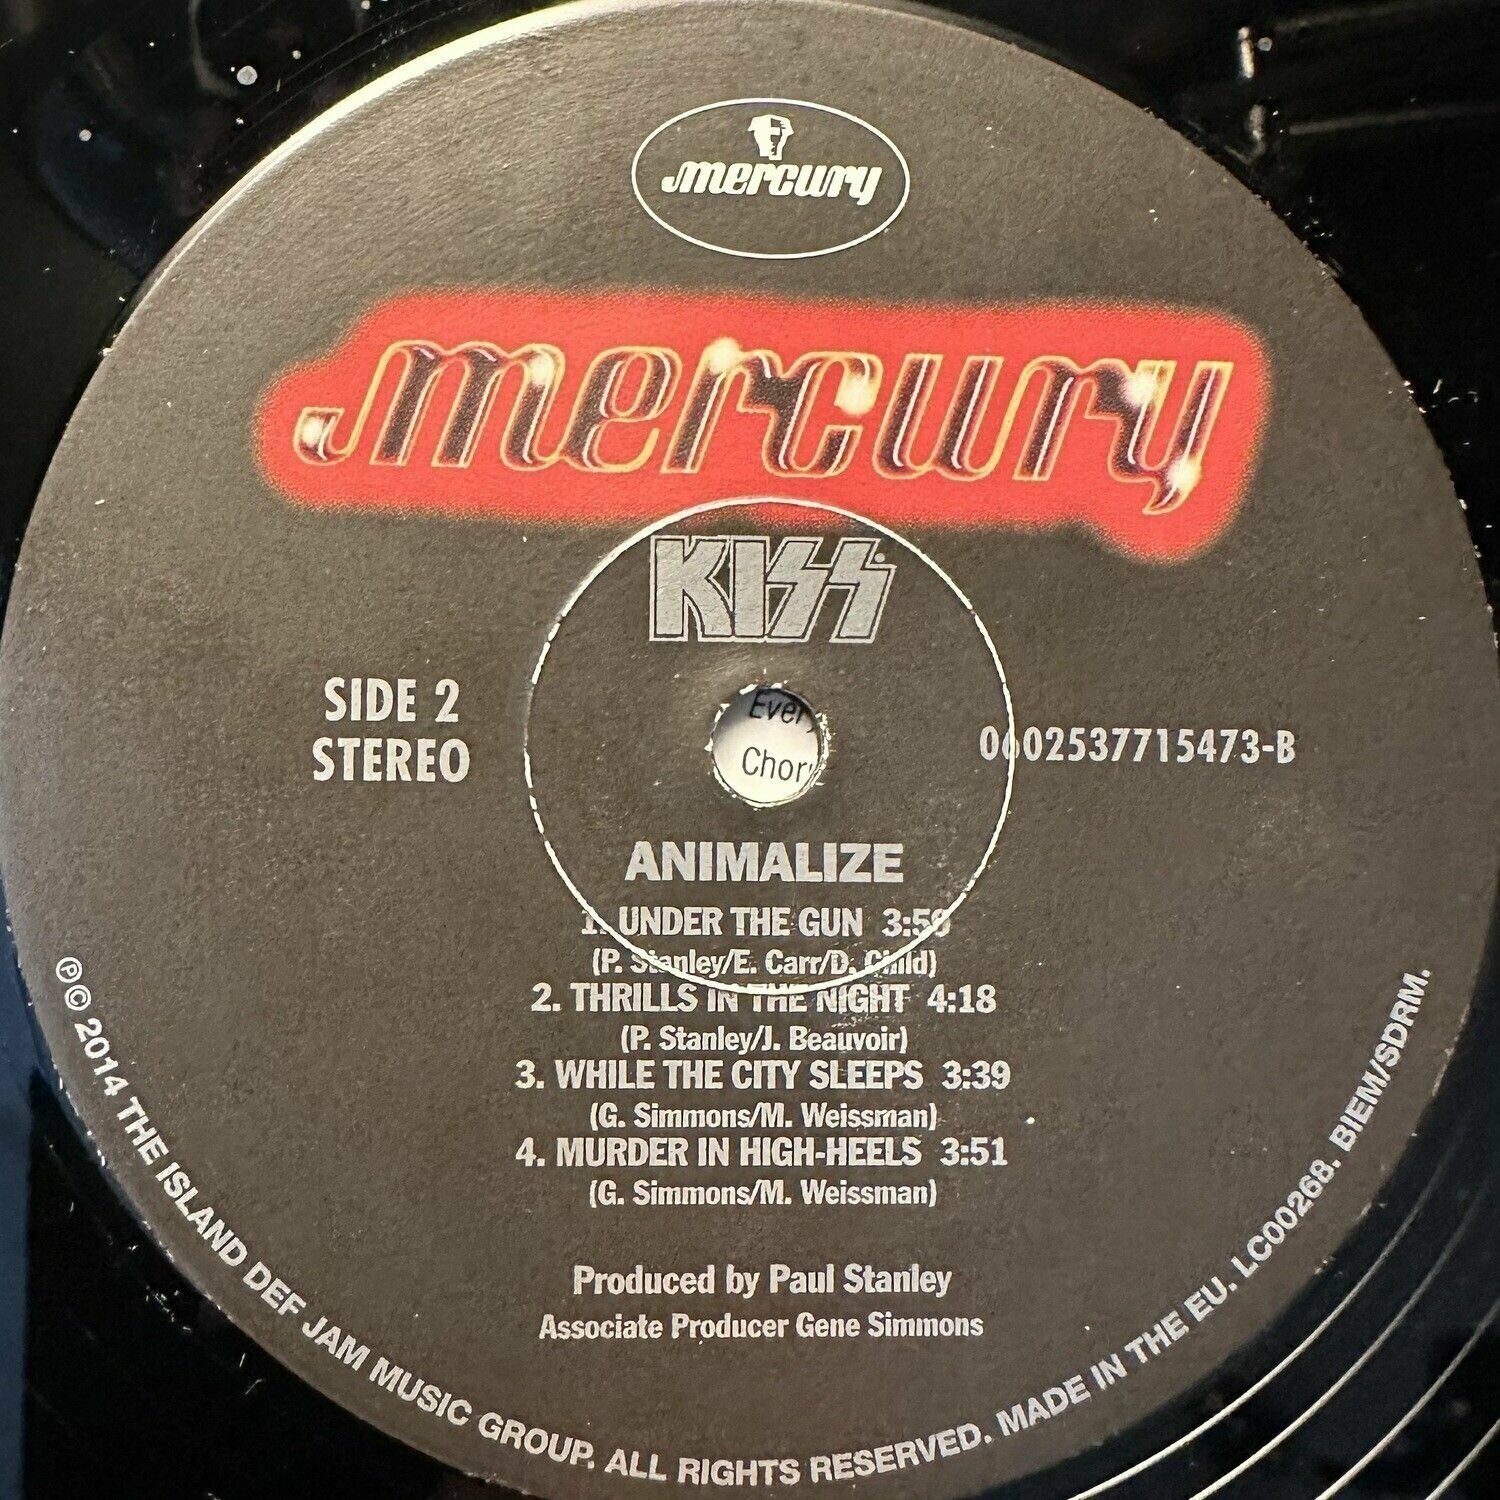 mercury
mercury
KISS
SIDE 2
STEREO
0602537715473-B
Ever
Chor
ANIMALIZE
1. UNDER THE GUN
(P. Stanley/E. Carr/D. Child)
2. THRILLS IN THE NIGHT 4:18
(P. Stanley/J. Beauvoir)
3. WHILE THE CITY SLEEPS 3:39
(G. Simmons/M. Weissman)
4. MURDER IN HIGH-HEELS 3:51
(G. Simmons/M. Weissman)
Produced by Paul Stanley
Associate Producer Gene Simmons
℗© 2014 THE ISLAND DEF JAM MUSIC GROUP. ALL RIGHTS RESERVED. MADE IN THE EU. LC00268. BIEM/SDRM.